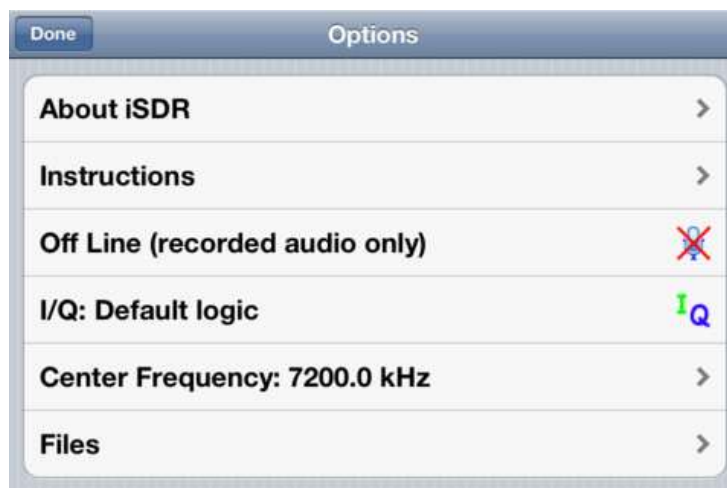 Done
Options
About iSDR
Instructions
Off Line (recorded audio only)
I/Q: Default logic
IQ
Center Frequency: 7200.0 kHz
Files